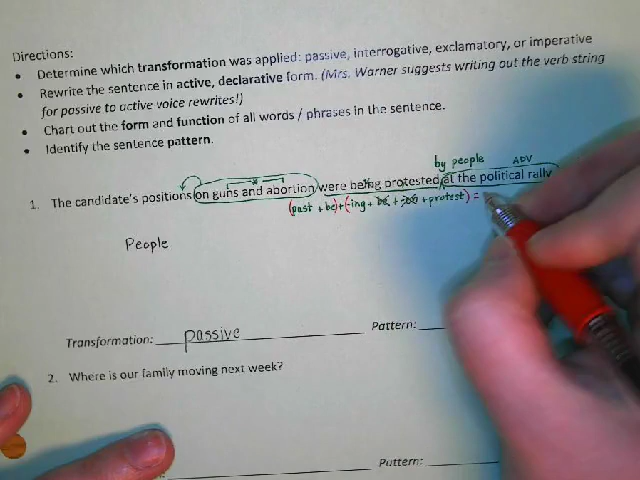 Directions:
• Determine which transformation was applied: passive, interrogative, exclamatory, or imperative
• Rewrite the sentence in active, declarative form. (Mrs. Warner suggests writing out the verb string
for passive to active voice rewrites!)
• Chart out the form and function of all words / phrases in the sentence.
• Identify the sentence pattern.
by people ADV
1. The candidate's positions on guns and abortion were being protested at the political rally
(past + be) + (-ing + be + + protest) =
People
Transformation: passive Pattern:
2. Where is our family moving next week?
Pattern: